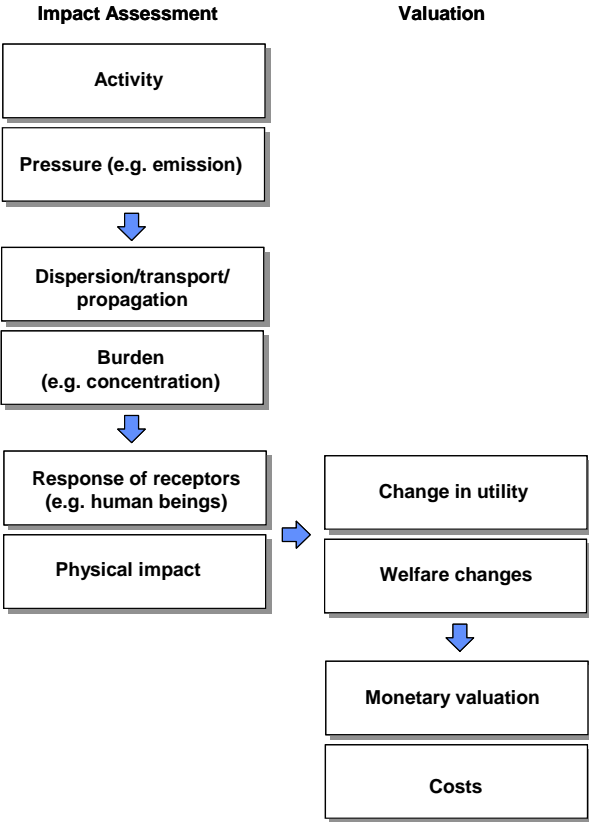 Impact Assessment
Valuation
Activity
Pressure (e.g. emission)
Dispersion/transport/
propagation
Burden
(e.g. concentration)
Response of receptors
(e.g. human beings)
Physical impact
Change in utility
Welfare changes
Monetary valuation
Costs